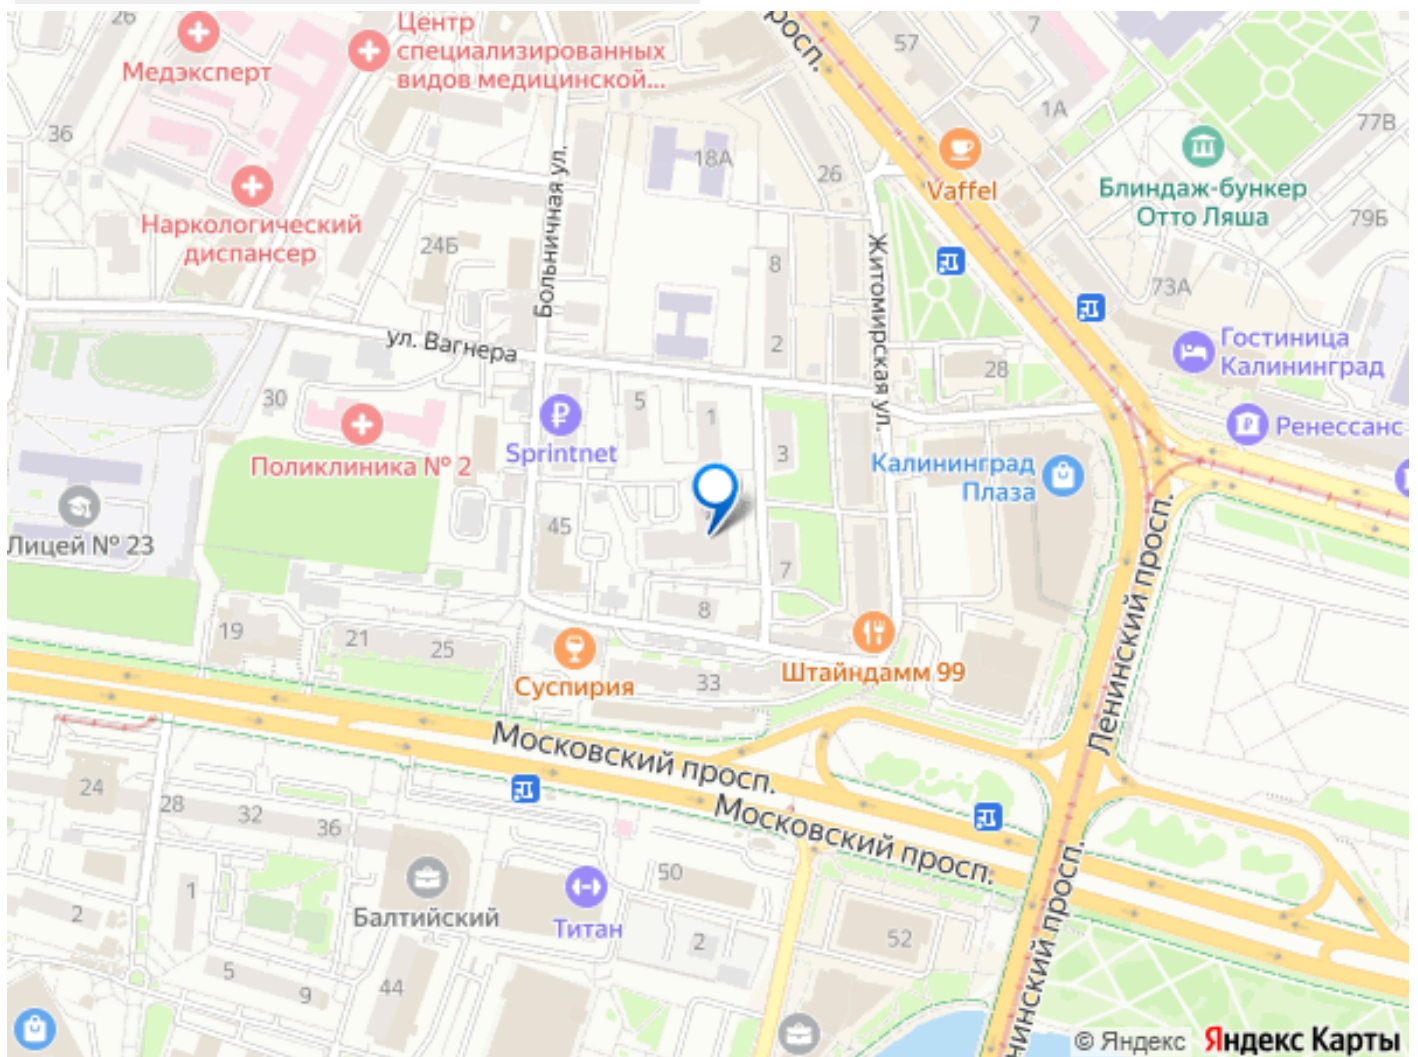 Центр
специализированных
видов медицинской...
Медэксперт
просп.
57
7
1А
77В
36
18А
26
Vaffel
Блиндаж-бункер
Отто Ляша
79Б
Наркологический
диспансер
24Б
Больничная ул.
8
Житомирская ул.
73А
ул. Вагнера
2
28
Гостиница
Калининград
30
5
1
Sprintnet
Ренессанс
Поликлиника № 2
3
Калининград
Плаза
Лицей № 23
45
7
8
Ленинский просп.
19
21
25
Суспирия
33
Штайндамм 99
Московский просп.
Московский просп.
24
28
32
36
1
2
Балтийский
Титан
50
2
52
5
9
44
нинский просп.
© Яндекс Яндекс Карты